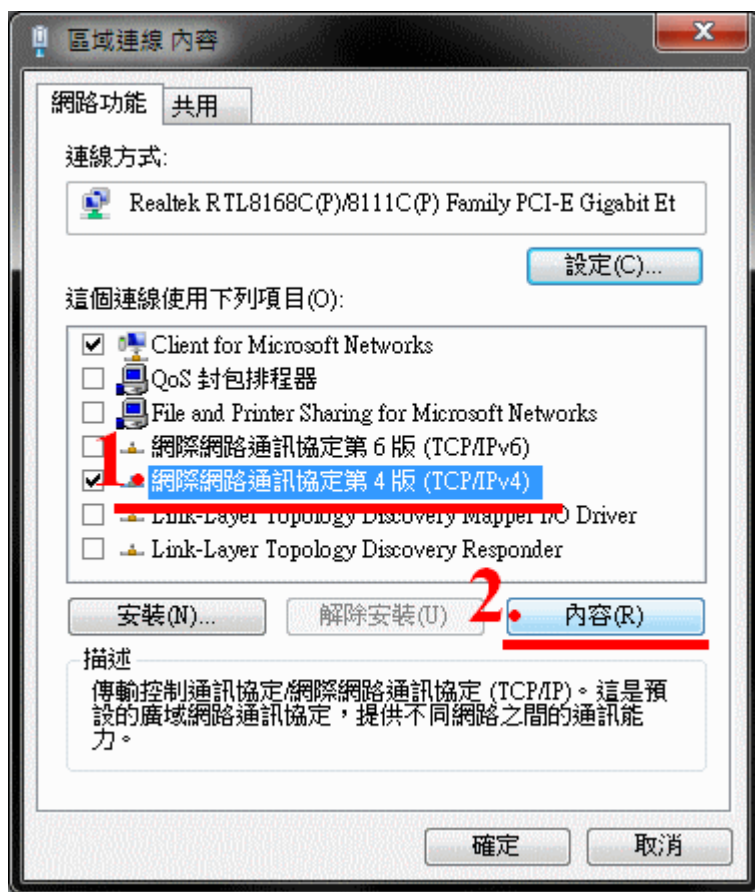 區域連線 內容
網路功能
共用
連線方式:
Realtek RTL8168C(P)/8111C(P) Family PCI-E Gigabit Et
設定(C)...
這個連線使用下列項目(O):
Client for Microsoft Networks
QoS 封包排程器
File and Printer Sharing for Microsoft Networks
網際網路通訊協定第 6 版 (TCP/IPv6)
1.
網際網路通訊協定第 4 版 (TCP/IPv4)
Link-Layer Topology Discovery Mapper I/O Driver
Link-Layer Topology Discovery Responder
安裝(N)...
解除安裝(U)
2.
內容(R)
描述
傳輸控制通訊協定/網際網路通訊協定 (TCP/IP)。這是預
設的廣域網路通訊協定，提供不同網路之間的通訊能
力。
確定
取消